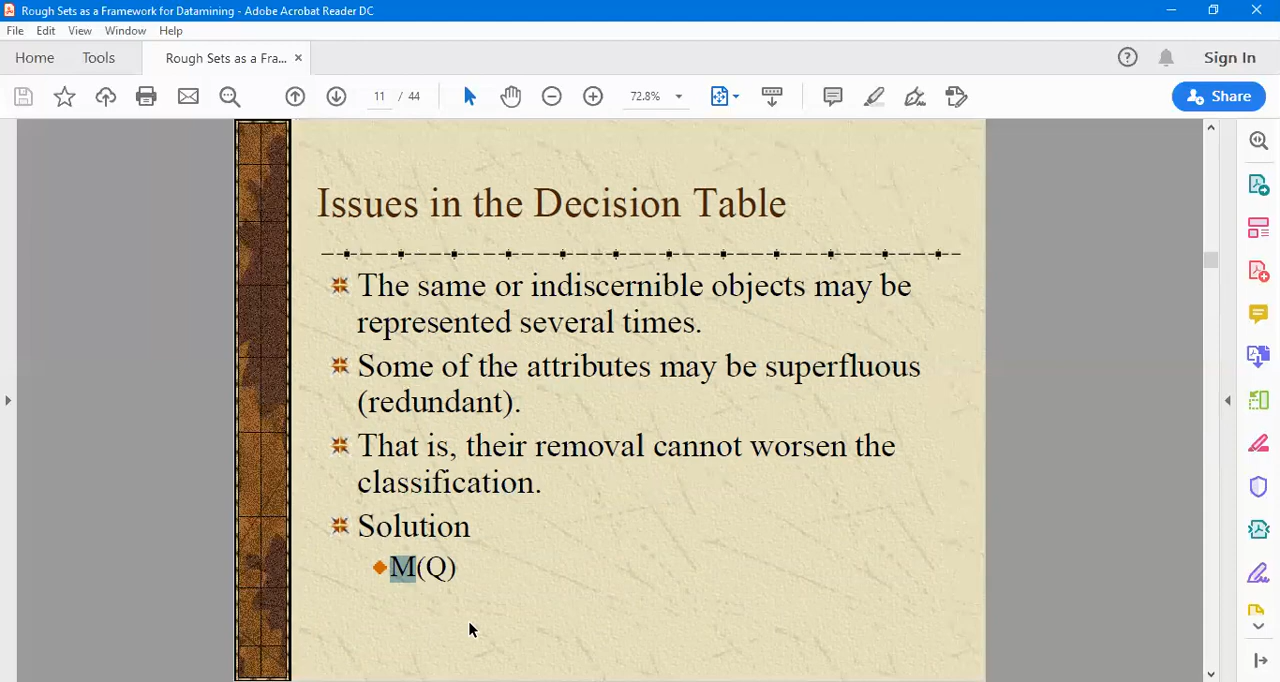 Rough Sets as a Framework for Datamining - Adobe Acrobat Reader DC
File Edit View Window Help
Home Tools Rough Sets as a Fra... × Sign In
11 / 44 72.8% Share
Issues in the Decision Table
The same or indiscernible objects may be
represented several times.
Some of the attributes may be superfluous
(redundant).
That is, their removal cannot worsen the
classification.
Solution
M(Q)